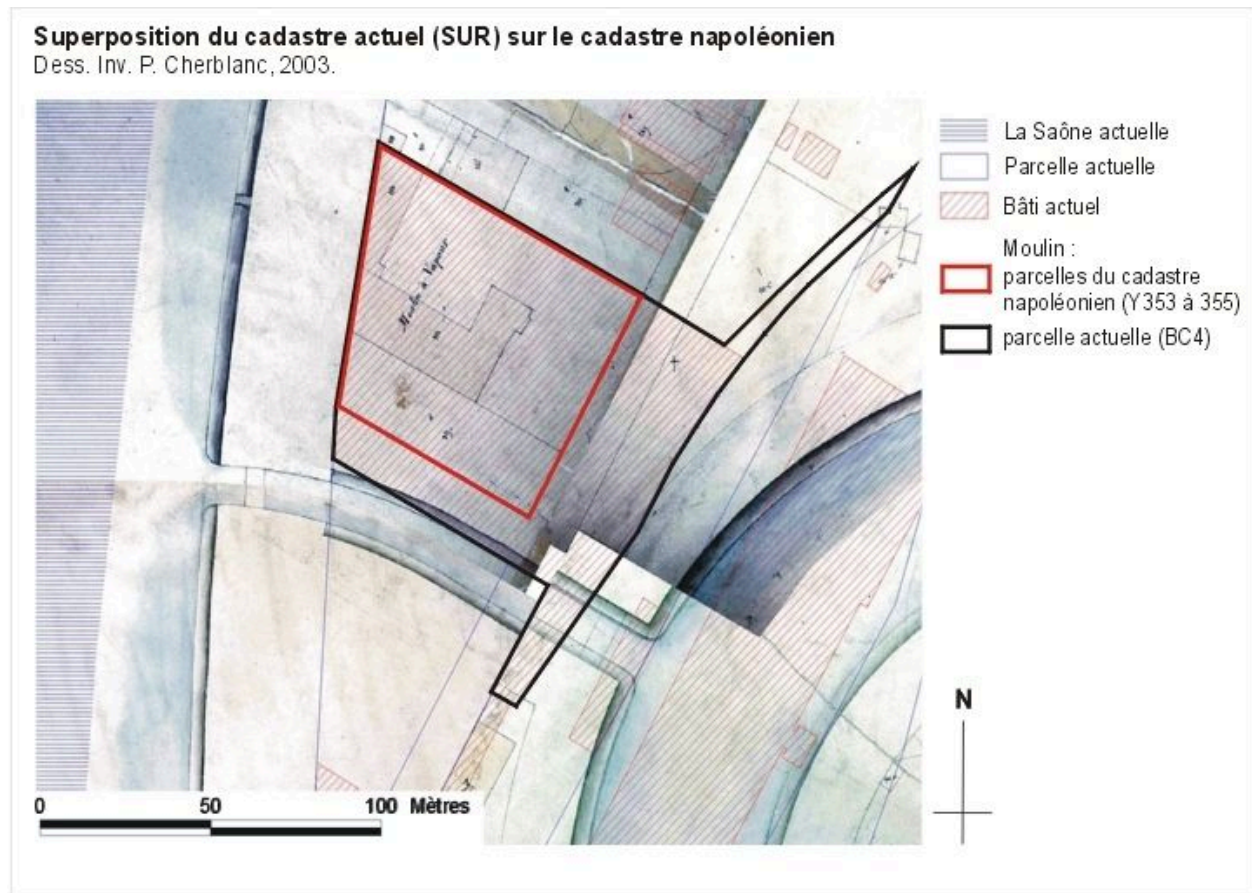 Superposition du cadastre actuel (SUR) sur le cadastre napoléonien
Dess. Inv. P. Cherblanc, 2003.
La Saône actuelle
Parcelle actuelle
Bâti actuel
Moulin :
parcelles du cadastre
napoléonien (Y353 à 355)
parcelle actuelle (BC4)
Moulin à Vapeur
N
0 50 100 Mètres